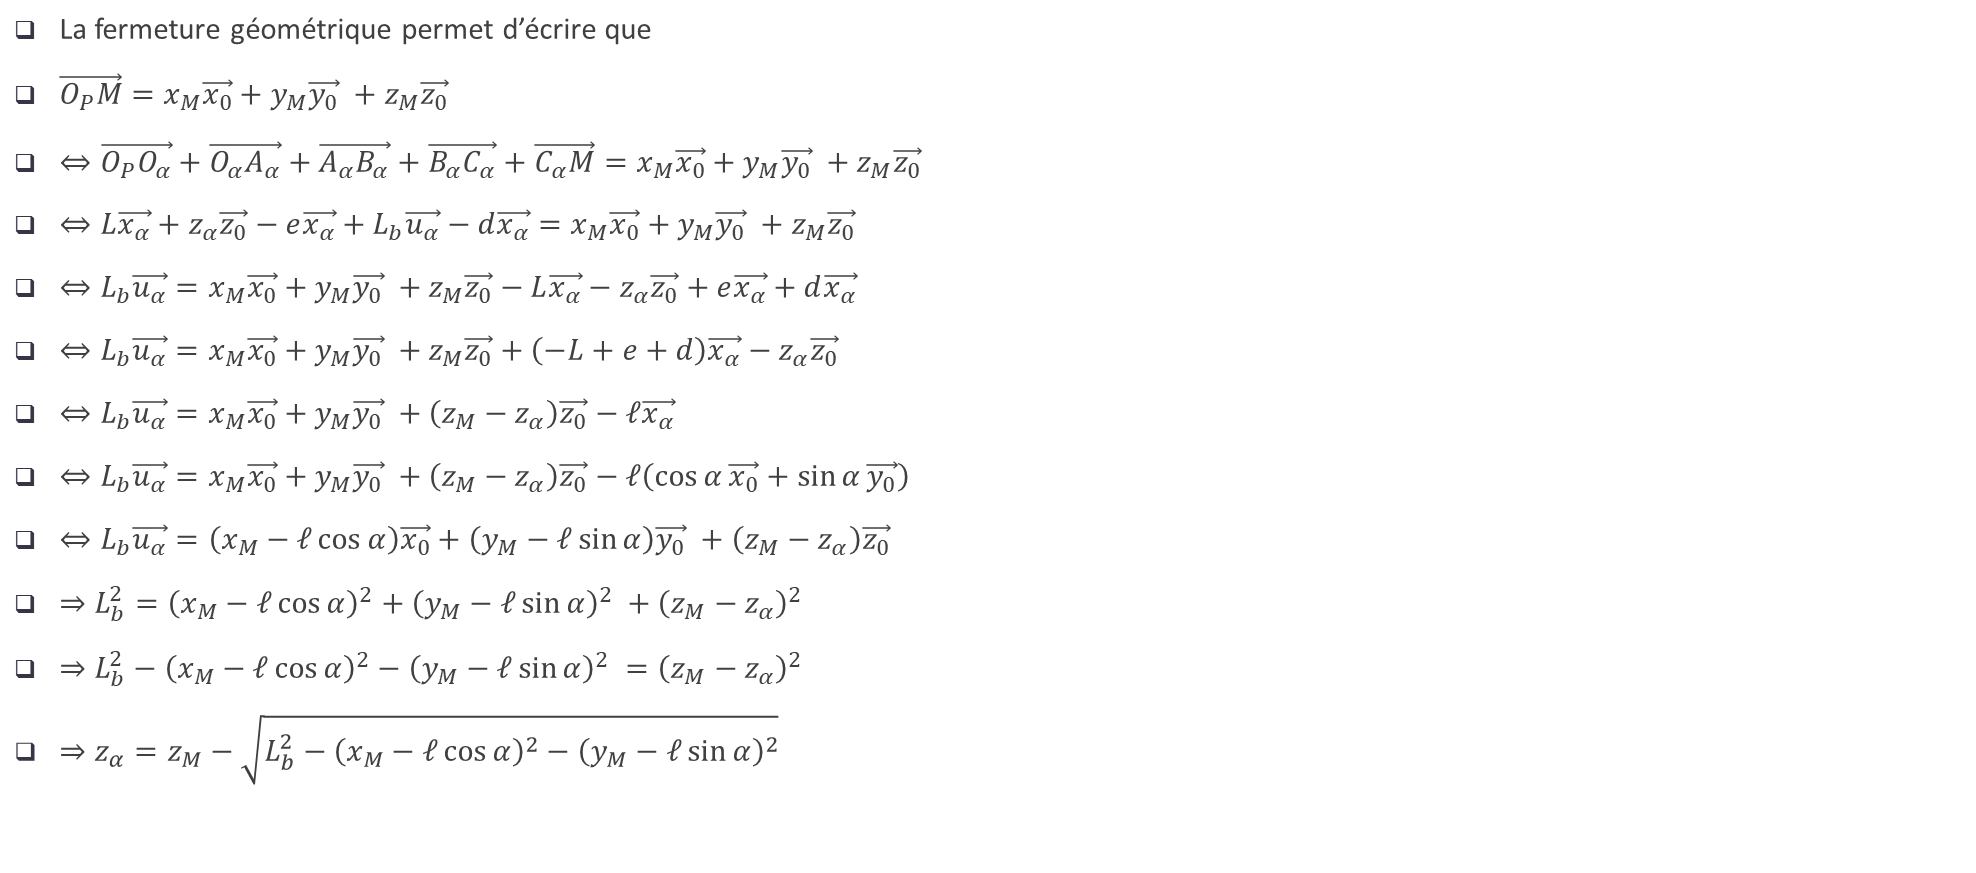 ❑ La fermeture géométrique permet d’écrire que
❑ $\overrightarrow{O_P M} = x_M \overrightarrow{x_0} + y_M \overrightarrow{y_0} + z_M \overrightarrow{z_0}$
❑ $\Leftrightarrow \overrightarrow{O_P O_\alpha} + \overrightarrow{O_\alpha A_\alpha} + \overrightarrow{A_\alpha B_\alpha} + \overrightarrow{B_\alpha C_\alpha} + \overrightarrow{C_\alpha M} = x_M \overrightarrow{x_0} + y_M \overrightarrow{y_0} + z_M \overrightarrow{z_0}$
❑ $\Leftrightarrow L \overrightarrow{x_\alpha} + z_\alpha \overrightarrow{z_0} - e \overrightarrow{x_\alpha} + L_b \overrightarrow{u_\alpha} - d \overrightarrow{x_\alpha} = x_M \overrightarrow{x_0} + y_M \overrightarrow{y_0} + z_M \overrightarrow{z_0}$
❑ $\Leftrightarrow L_b \overrightarrow{u_\alpha} = x_M \overrightarrow{x_0} + y_M \overrightarrow{y_0} + z_M \overrightarrow{z_0} - L \overrightarrow{x_\alpha} - z_\alpha \overrightarrow{z_0} + e \overrightarrow{x_\alpha} + d \overrightarrow{x_\alpha}$
❑ $\Leftrightarrow L_b \overrightarrow{u_\alpha} = x_M \overrightarrow{x_0} + y_M \overrightarrow{y_0} + z_M \overrightarrow{z_0} + (-L + e + d) \overrightarrow{x_\alpha} - z_\alpha \overrightarrow{z_0}$
❑ $\Leftrightarrow L_b \overrightarrow{u_\alpha} = x_M \overrightarrow{x_0} + y_M \overrightarrow{y_0} + (z_M - z_\alpha) \overrightarrow{z_0} - \ell \overrightarrow{x_\alpha}$
❑ $\Leftrightarrow L_b \overrightarrow{u_\alpha} = x_M \overrightarrow{x_0} + y_M \overrightarrow{y_0} + (z_M - z_\alpha) \overrightarrow{z_0} - \ell (\cos \alpha \, \overrightarrow{x_0} + \sin \alpha \, \overrightarrow{y_0})$
❑ $\Leftrightarrow L_b \overrightarrow{u_\alpha} = (x_M - \ell \cos \alpha) \overrightarrow{x_0} + (y_M - \ell \sin \alpha) \overrightarrow{y_0} + (z_M - z_\alpha) \overrightarrow{z_0}$
❑ $\Rightarrow L_b^2 = (x_M - \ell \cos \alpha)^2 + (y_M - \ell \sin \alpha)^2 + (z_M - z_\alpha)^2$
❑ $\Rightarrow L_b^2 - (x_M - \ell \cos \alpha)^2 - (y_M - \ell \sin \alpha)^2 = (z_M - z_\alpha)^2$
❑ $\Rightarrow z_\alpha = z_M - \sqrt{L_b^2 - (x_M - \ell \cos \alpha)^2 - (y_M - \ell \sin \alpha)^2}$